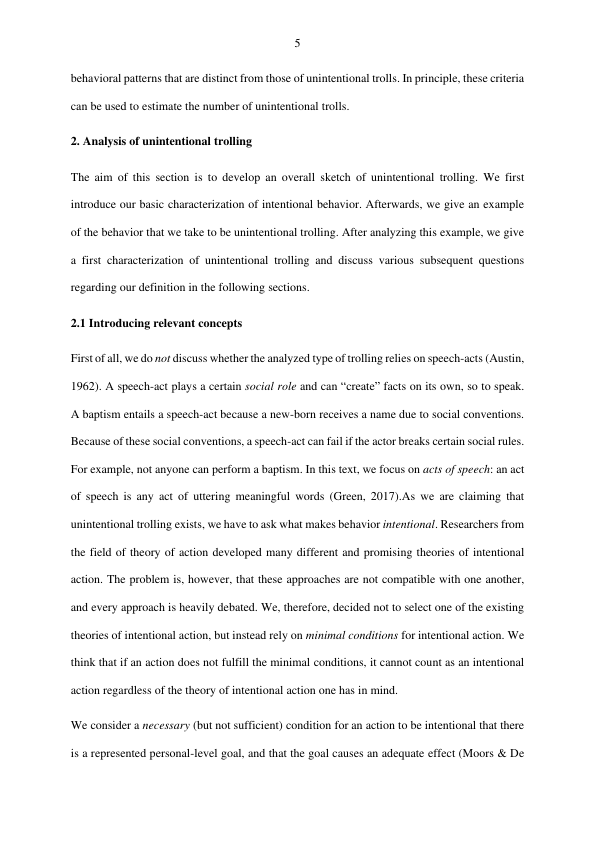 5
behavioral patterns that are distinct from those of unintentional trolls. In principle, these criteria
can be used to estimate the number of unintentional trolls.
2. Analysis of unintentional trolling
The aim of this section is to develop an overall sketch of unintentional trolling. We first
introduce our basic characterization of intentional behavior. Afterwards, we give an example
of the behavior that we take to be unintentional trolling. After analyzing this example, we give
a first characterization of unintentional trolling and discuss various subsequent questions
regarding our definition in the following sections.
2.1 Introducing relevant concepts
First of all, we do not discuss whether the analyzed type of trolling relies on speech-acts (Austin,
1962). A speech-act plays a certain social role and can “create” facts on its own, so to speak.
A baptism entails a speech-act because a new-born receives a name due to social conventions.
Because of these social conventions, a speech-act can fail if the actor breaks certain social rules.
For example, not anyone can perform a baptism. In this text, we focus on acts of speech: an act
of speech is any act of uttering meaningful words (Green, 2017).As we are claiming that
unintentional trolling exists, we have to ask what makes behavior intentional. Researchers from
the field of theory of action developed many different and promising theories of intentional
action. The problem is, however, that these approaches are not compatible with one another,
and every approach is heavily debated. We, therefore, decided not to select one of the existing
theories of intentional action, but instead rely on minimal conditions for intentional action. We
think that if an action does not fulfill the minimal conditions, it cannot count as an intentional
action regardless of the theory of intentional action one has in mind.
We consider a necessary (but not sufficient) condition for an action to be intentional that there
is a represented personal-level goal, and that the goal causes an adequate effect (Moors & De